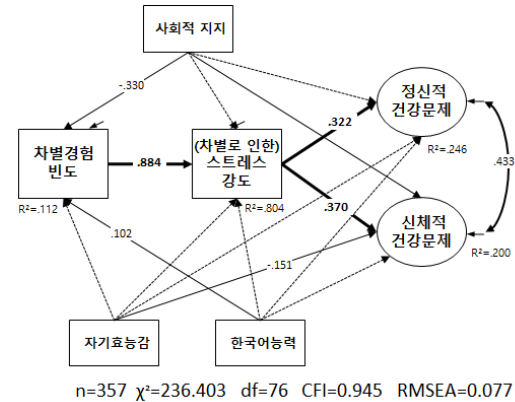 사회적 지지
-.330
정신적
건강문제
.322
(차별로 인한)
스트레스
강도
차별경험
빈도
.884
R²=.246
.433
R²=.112
R²=.804
.370
신체적
건강문제
.102
-.151
R²=.200
자기효능감
한국어능력
n=357 χ²=236.403 df=76 CFI=0.945 RMSEA=0.077